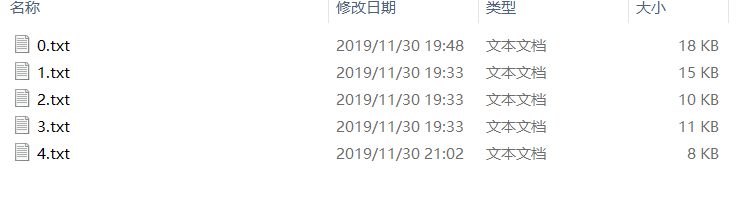 名称 修改日期 类型 大小
0.txt 2019/11/30 19:48 文本文档 18 KB
1.txt 2019/11/30 19:33 文本文档 15 KB
2.txt 2019/11/30 19:33 文本文档 10 KB
3.txt 2019/11/30 19:33 文本文档 11 KB
4.txt 2019/11/30 21:02 文本文档 8 KB